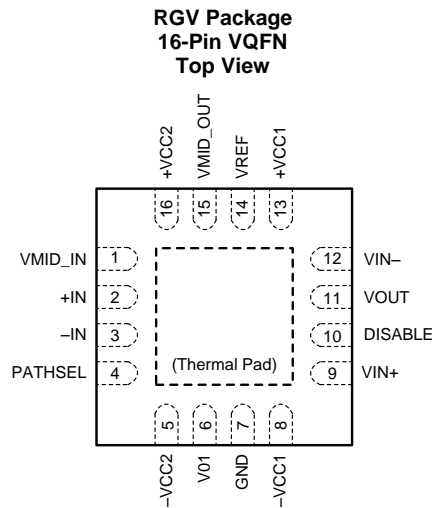 RGV Package
16-Pin VQFN
Top View
+VCC2
VMID_OUT
VREF
+VCC1
16
15
14
13
VMID_IN 1
+IN 2
–IN 3
PATHSEL 4
12 VIN–
11 VOUT
10 DISABLE
9 VIN+
(Thermal Pad)
5
6
7
8
–VCC2
V01
GND
–VCC1